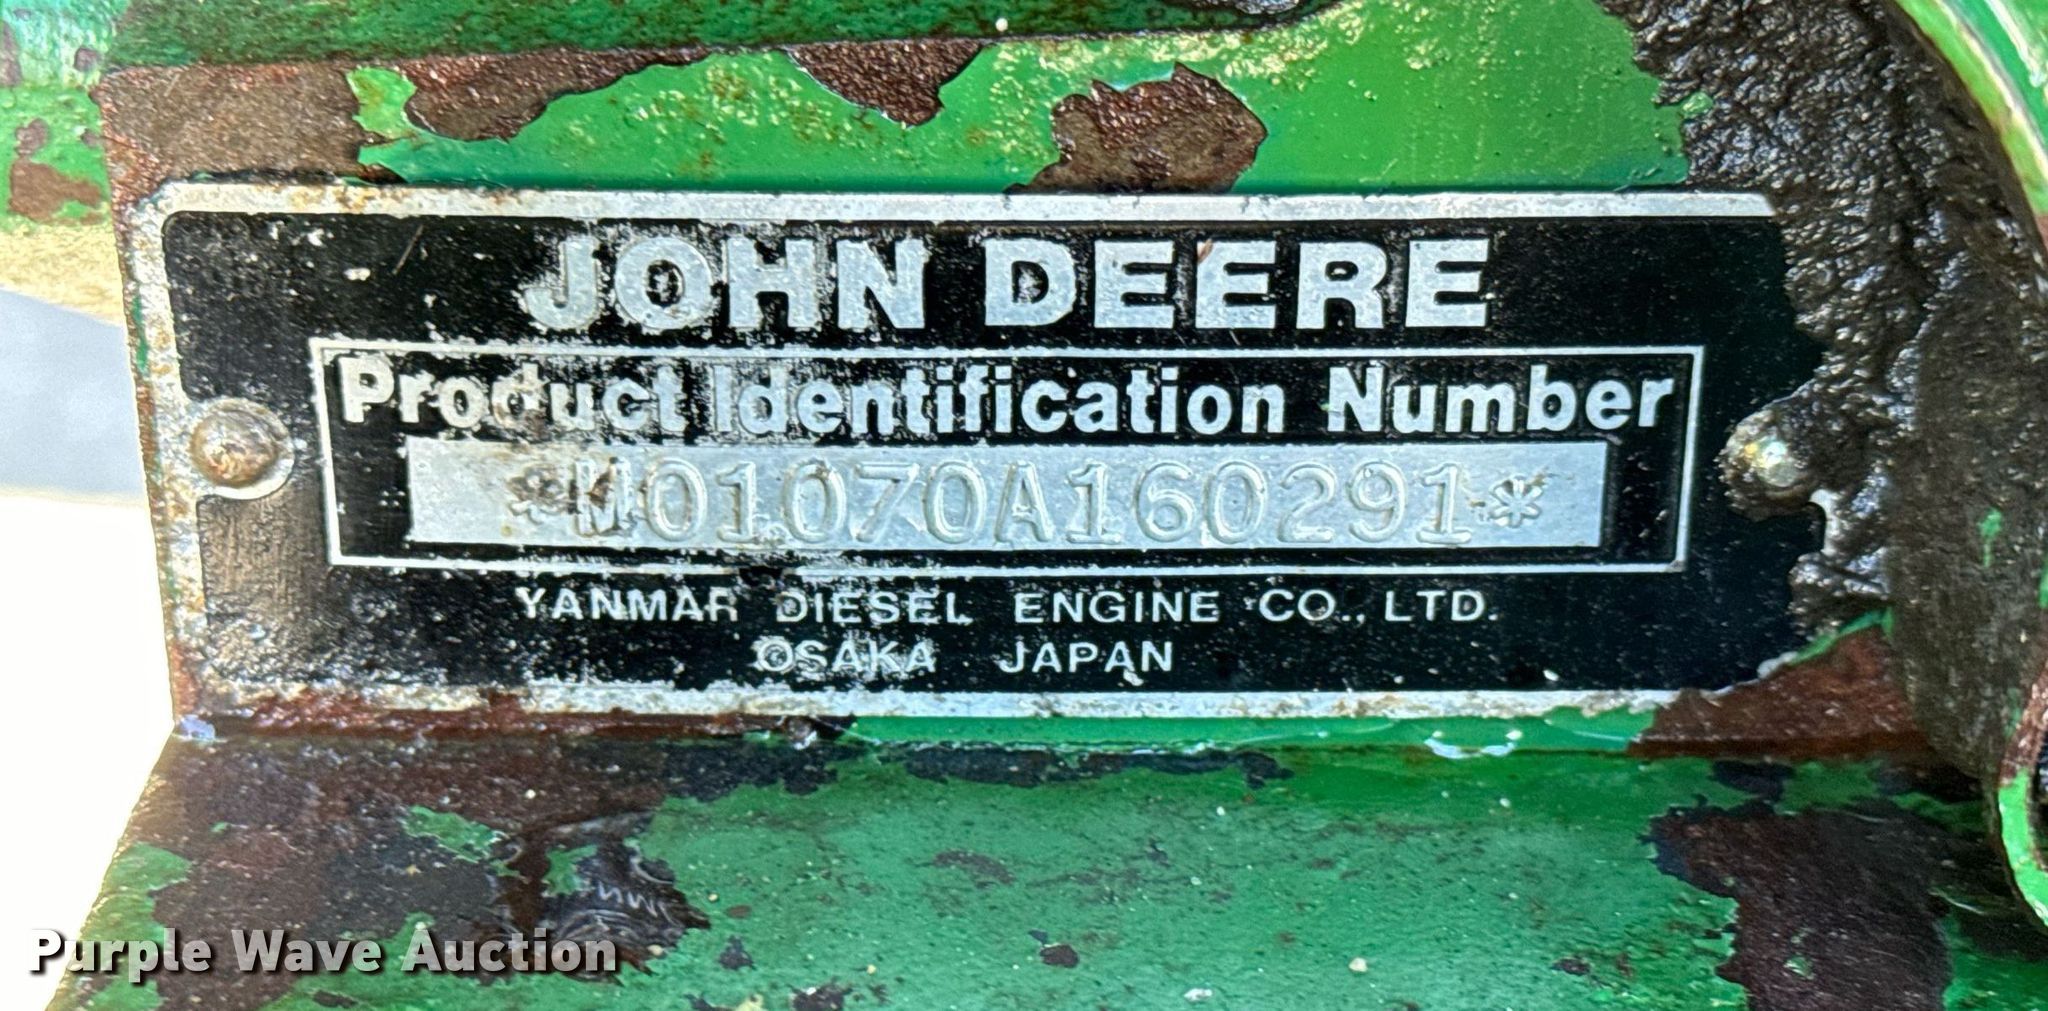 JOHN DEERE
Product Identification Number
*M01070A160291*
YANMAR DIESEL ENGINE CO., LTD.
OSAKA JAPAN
Purple Wave Auction